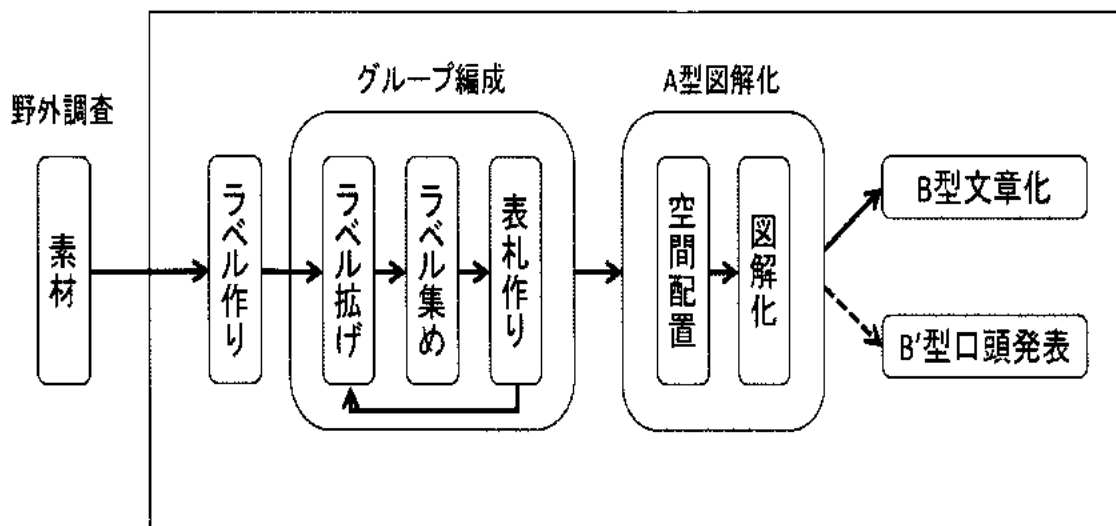 グループ編成
A型図解化
野外調査
素材
ラベル作り
ラベル拡げ
ラベル集め
表札作り
空間配置
図解化
B型文章化
B'型口頭発表